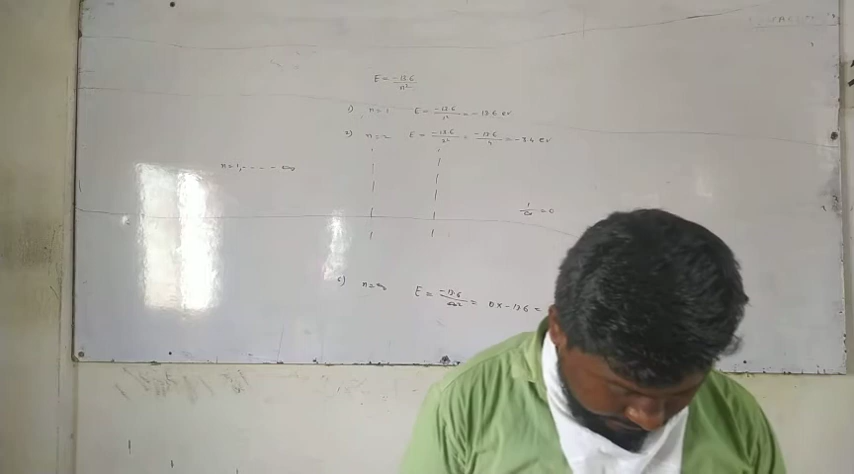 E = -13.6/n²
1) n=1 E = -13.6/1² = -13.6 ev
2) n=2 E = -13.6/2² = -13.6/4 = -3.4 ev
n=1,- - - - - ∞
1/∞ = 0
n=∞ E = -13.6/∞² = 0x-13.6 =